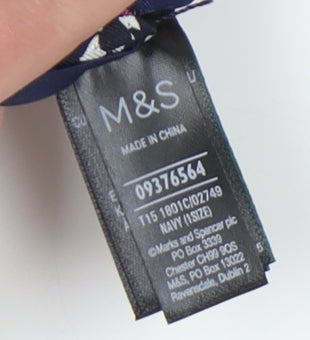 M&S
MADE IN CHINA
09376564
T15 1801C/02749
NAVY (1SIZE)
©Marks and Spencer plc
PO Box 3339
Chester CH99 9QS
M&S, PO Box 13022
Ravensdale, Dublin 2